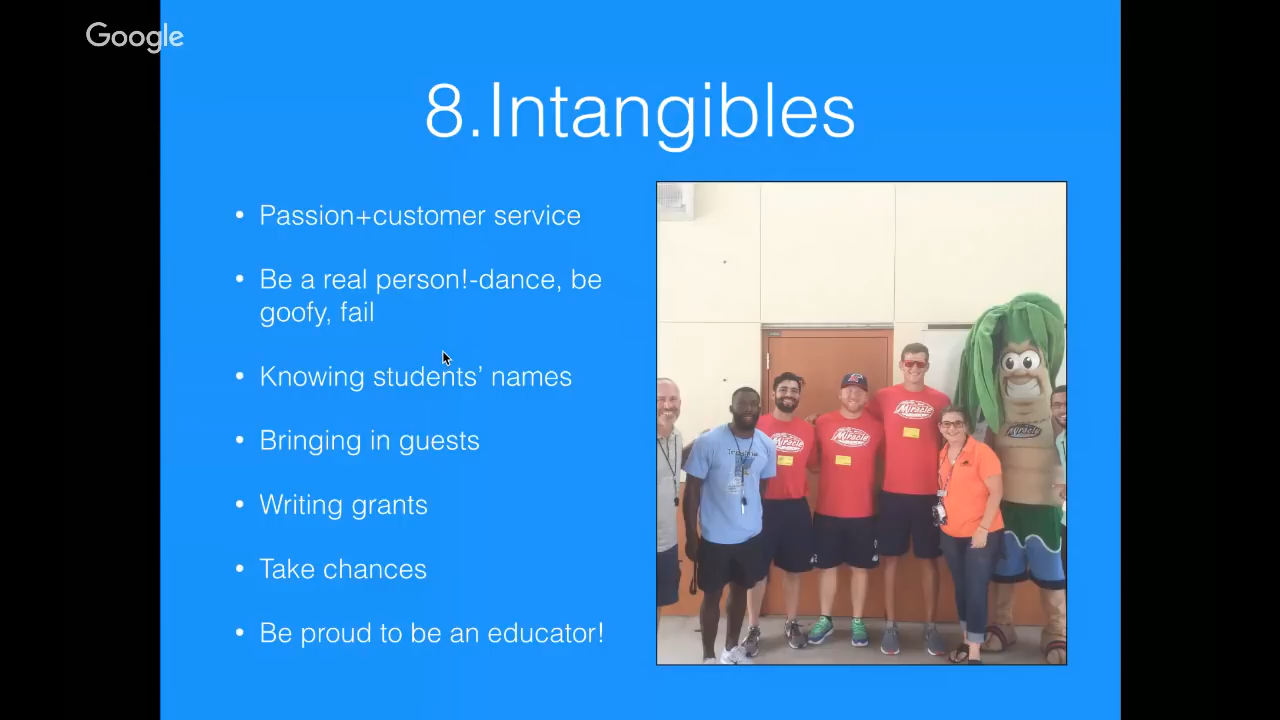 Google
8.Intangibles
• Passion+customer service
• Be a real person!-dance, be
goofy, fail
• Knowing students’ names
• Bringing in guests
• Writing grants
• Take chances
• Be proud to be an educator!
Miracle
Miracle
Miracle
Miracle